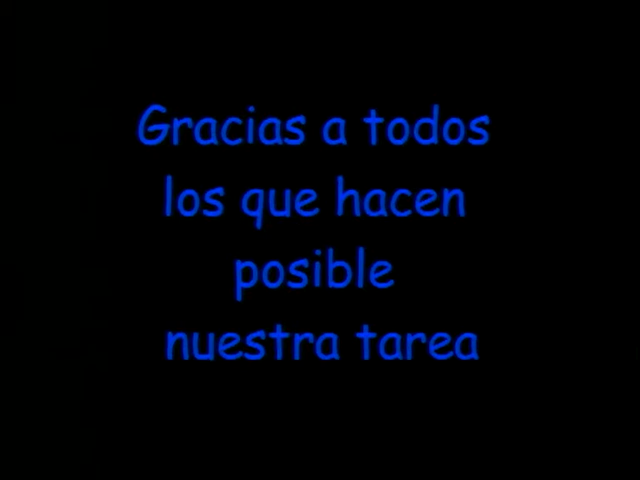 Gracias a todos
los que hacen
posible
nuestra tarea